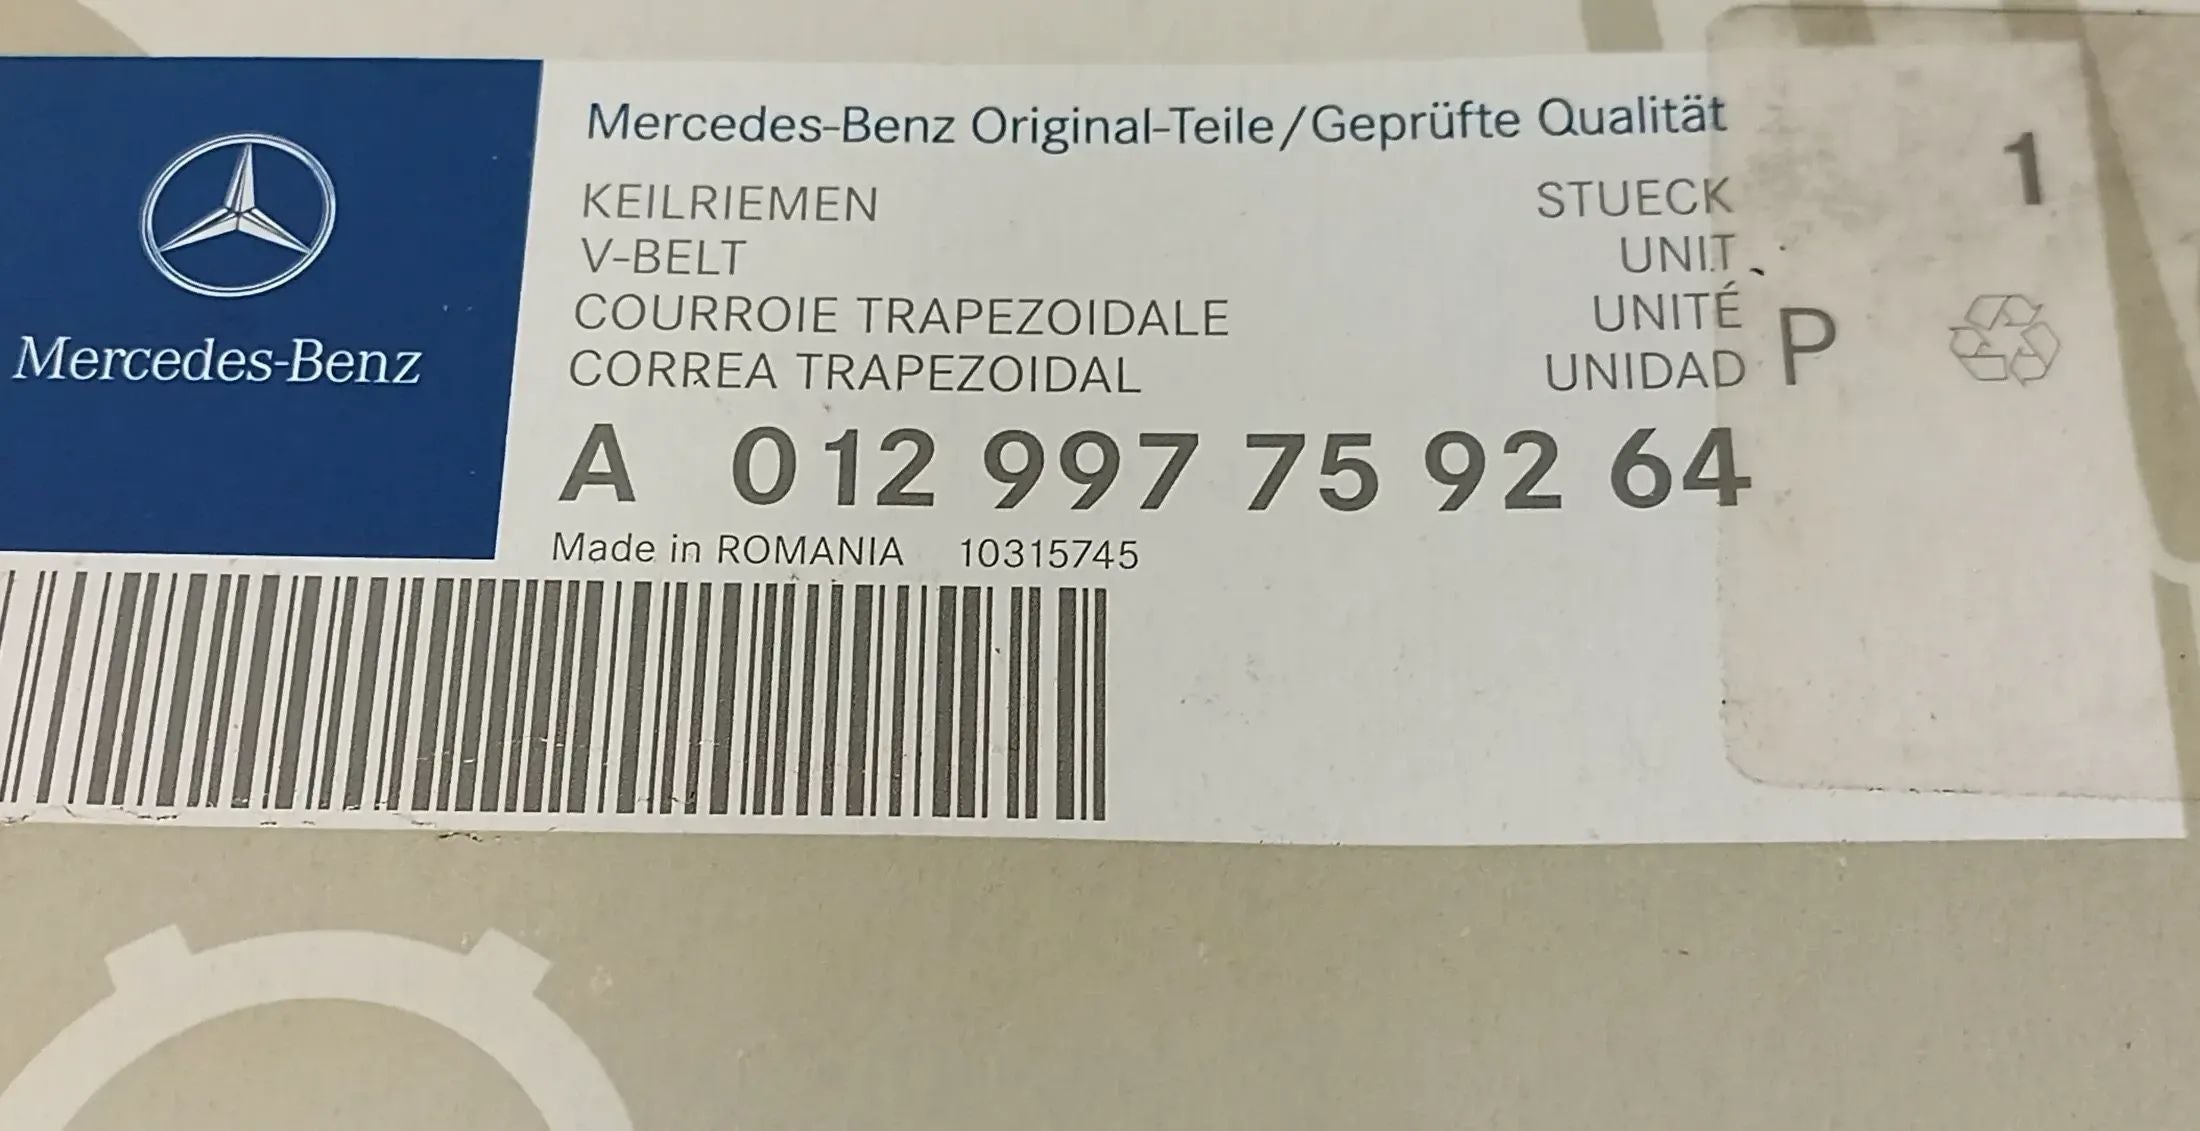 Mercedes-Benz
Mercedes-Benz Original-Teile/Geprüfte Qualität
KEILRIEMEN STUECK 1
V-BELT UNIT
COURROIE TRAPEZOIDALE UNITÉ
CORREA TRAPEZOIDAL UNIDAD P
A 012 997 75 92 64
Made in ROMANIA 10315745